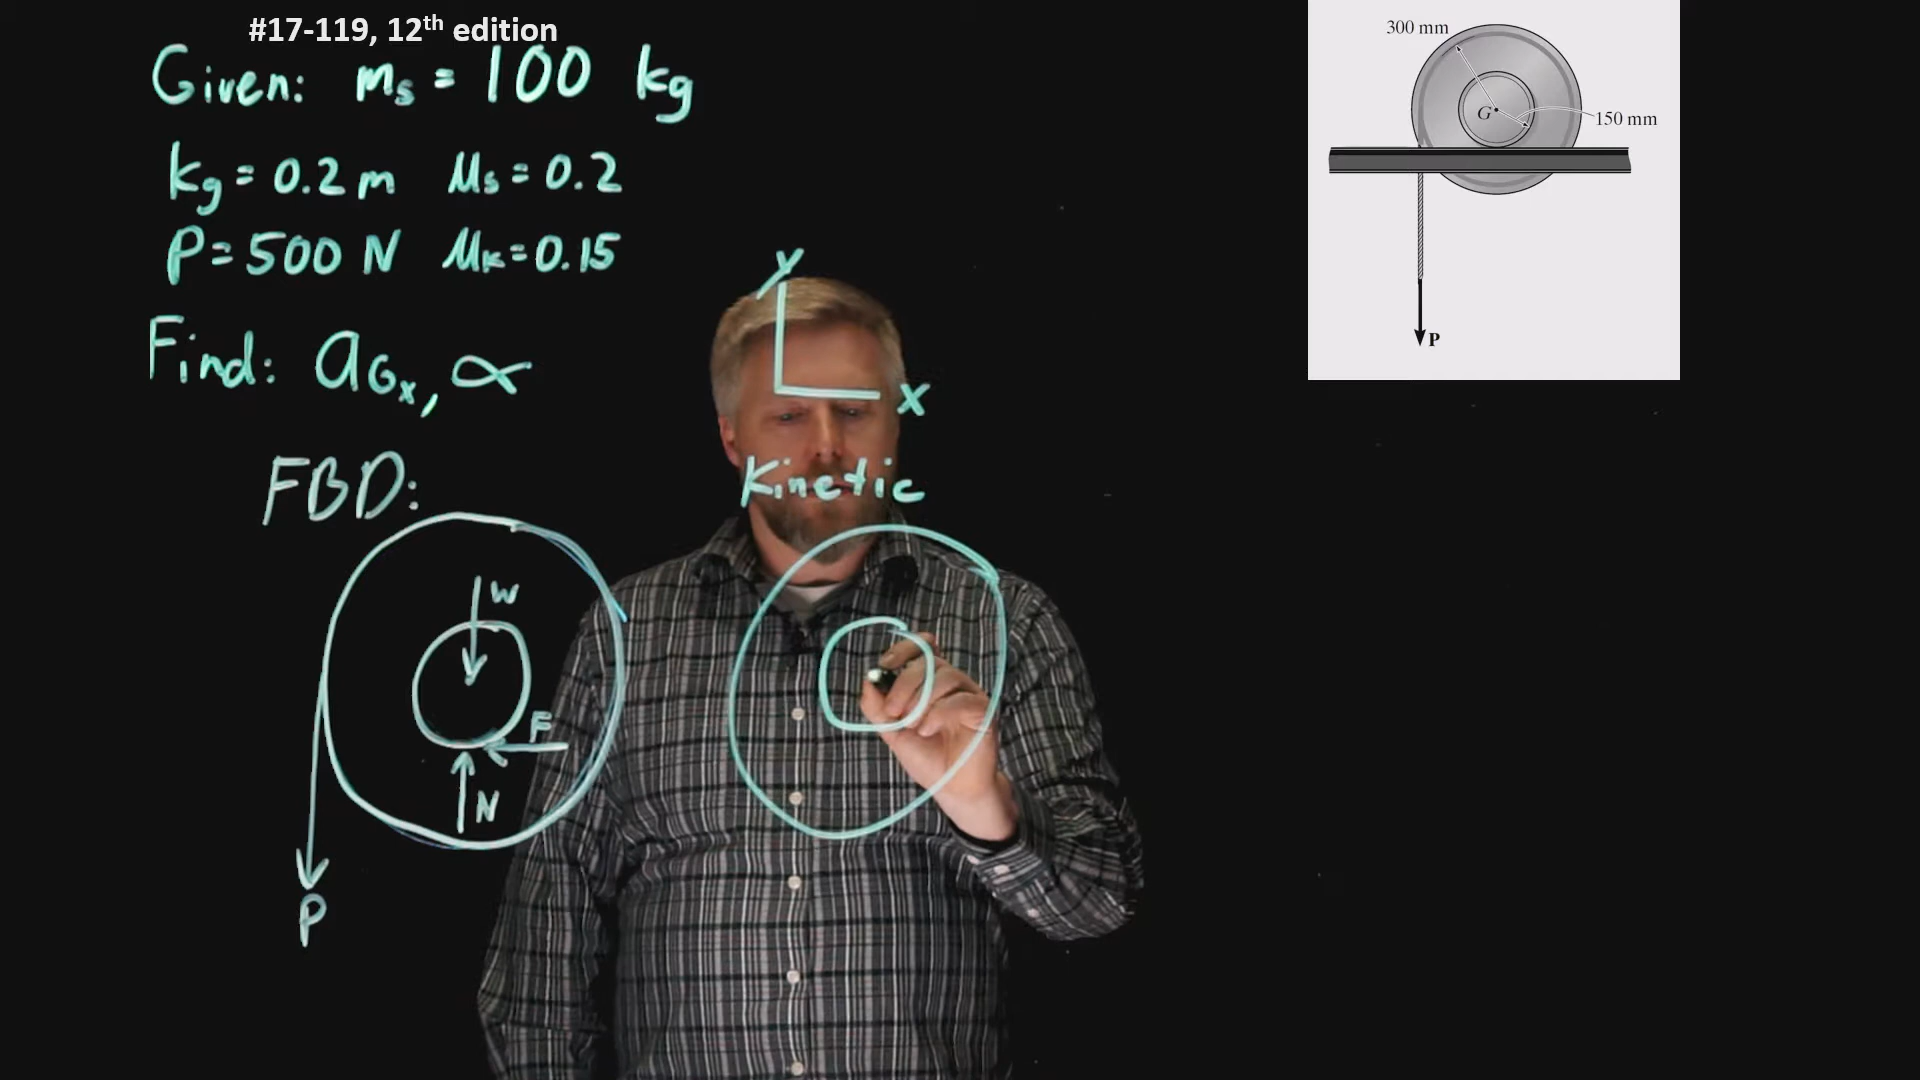 #17-119, 12th edition
Given: ms = 100 kg
kg = 0.2 m μs = 0.2
P = 500 N μk = 0.15
Find: aGx, α
y
x
FBD:
Kinetic
W
F
N
P
300 mm
G
150 mm
P